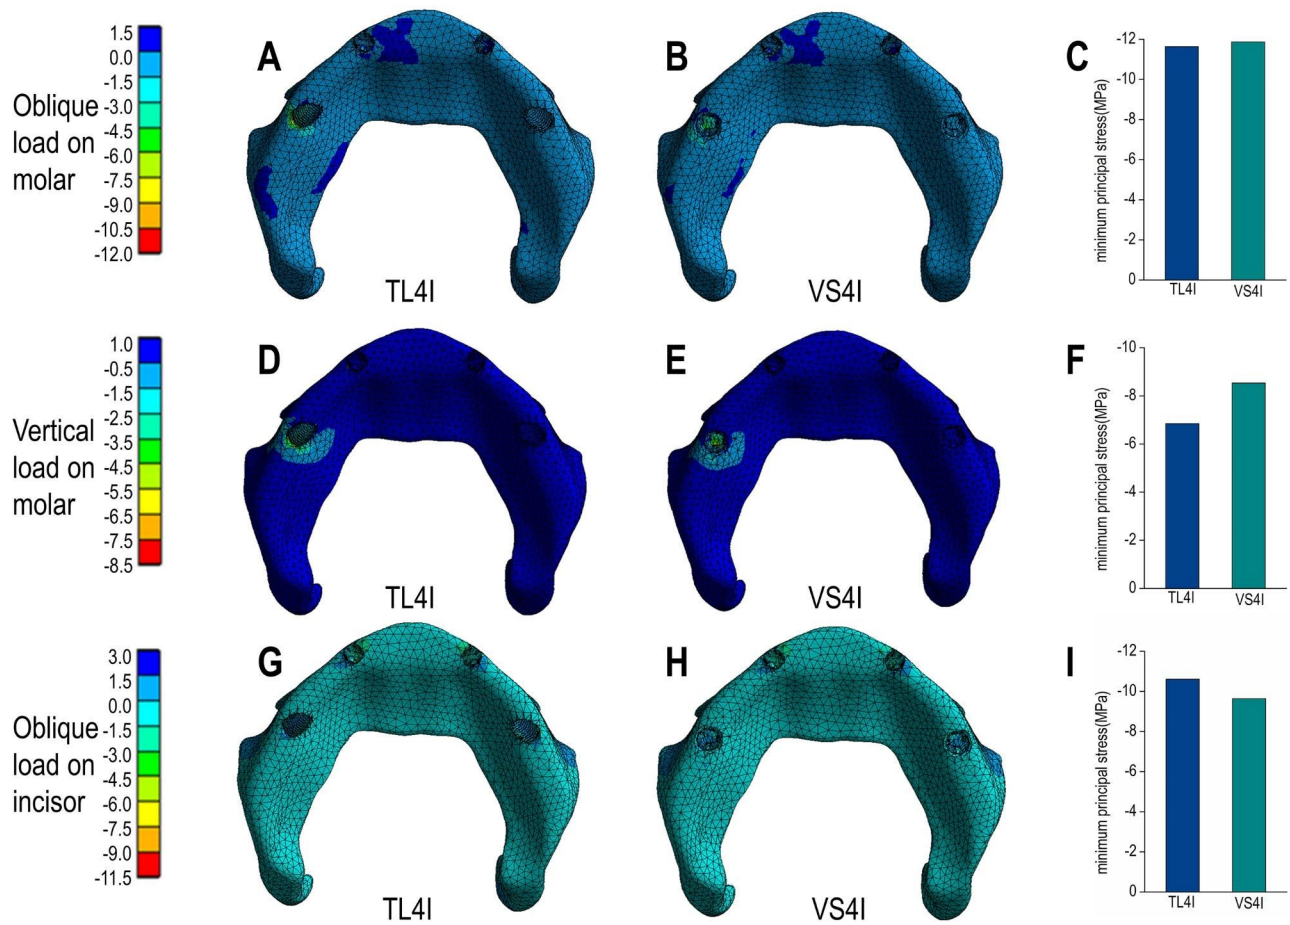 1.5
0.0
-1.5
-3.0
-4.5
-6.0
-7.5
-9.0
-10.5
-12.0
Oblique
load on
molar
A
TL4I
B
VS4I
C
minimum principal stress(MPa)
-12
-10
-8
-6
-4
-2
0
TL4I
VS4I
1.0
-0.5
-1.5
-2.5
-3.5
-4.5
-5.5
-6.5
-7.5
-8.5
Vertical
load on
molar
D
TL4I
E
VS4I
F
minimum principal stress(MPa)
-10
-8
-6
-4
-2
0
TL4I
VS4I
3.0
1.5
0.0
-1.5
-3.0
-4.5
-6.0
-7.5
-9.0
-11.5
Oblique
load on
incisor
G
TL4I
H
VS4I
I
minimum principal stress(MPa)
-12
-10
-8
-6
-4
-2
0
TL4I
VS4I